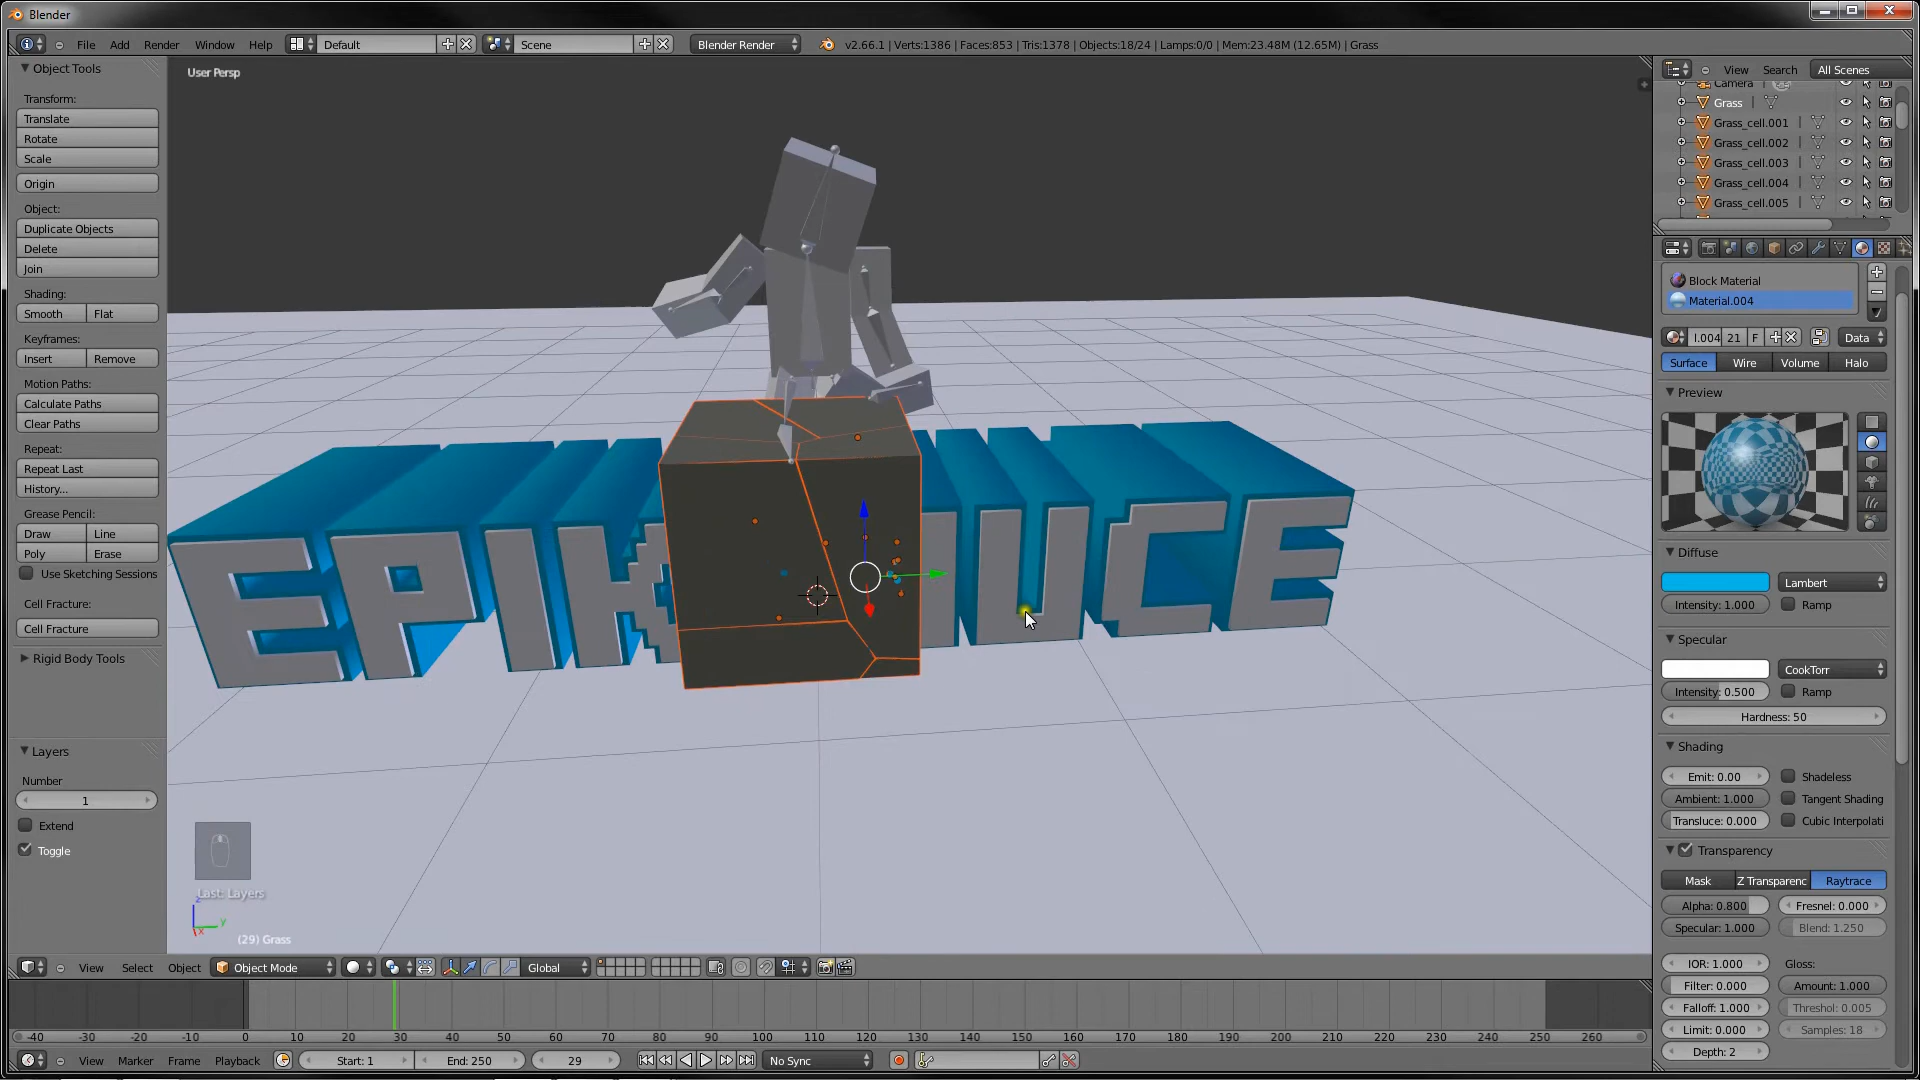 Blender
File Add Render Window Help Default Scene Blender Render v2.66.1 | Verts:1386 | Faces:853 | Tris:1378 | Objects:18/24 | Lamps:0/0 | Mem:23.48M (12.65M) | Grass
Object Tools
Transform:
Translate
Rotate
Scale
Origin
Object:
Duplicate Objects
Delete
Join
Shading:
Smooth Flat
Keyframes:
Insert Remove
Motion Paths:
Calculate Paths
Clear Paths
Repeat:
Repeat Last
History...
Grease Pencil:
Draw Line
Poly Erase
Use Sketching Sessions
Cell Fracture:
Cell Fracture
Rigid Body Tools
Layers
Number
1
Extend
Toggle
User Persp
EPIK UCE
Last: Layers
z
y
x
(29) Grass
View Search All Scenes
Camera
Grass
Grass_cell.001
Grass_cell.002
Grass_cell.003
Grass_cell.004
Grass_cell.005
Block Material
Material.004
I.004 21 F Data
Surface Wire Volume Halo
Preview
Diffuse
Lambert
Intensity: 1.000 Ramp
Specular
CookTorr
Intensity: 0.500 Ramp
Hardness: 50
Shading
Emit: 0.00 Shadeless
Ambient: 1.000 Tangent Shading
Transluce: 0.000 Cubic Interpolati
Transparency
Mask Z Transparenc Raytrace
Alpha: 0.800 Fresnel: 0.000
Specular: 1.000 Blend: 1.250
IOR: 1.000 Gloss:
Filter: 0.000 Amount: 1.000
Falloff: 1.000 Threshol: 0.005
Limit: 0.000 Samples: 18
Depth: 2
View Select Object Object Mode Global
-40 -30 -20 -10 0 10 20 30 40 50 60 70 80 90 100 110 120 130 140 150 160 170 180 190 200 210 220 230 240 250 260
View Marker Frame Playback Start: 1 End: 250 29 No Sync